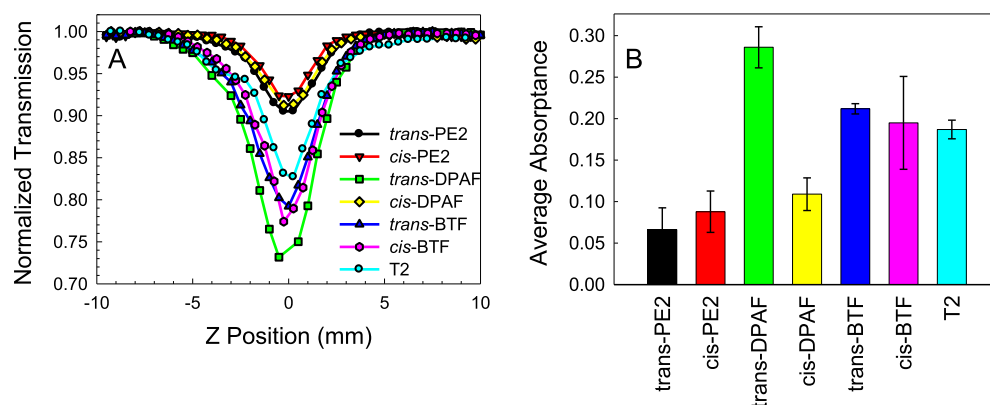 A
Normalized Transmission
1.00
0.95
0.90
0.85
0.80
0.75
0.70
-10
-5
0
5
10
Z Position (mm)
trans-PE2
cis-PE2
trans-DPAF
cis-DPAF
trans-BTF
cis-BTF
T2
B
Average Absorptance
0.30
0.25
0.20
0.15
0.10
0.05
0.00
trans-PE2
cis-PE2
trans-DPAF
cis-DPAF
trans-BTF
cis-BTF
T2